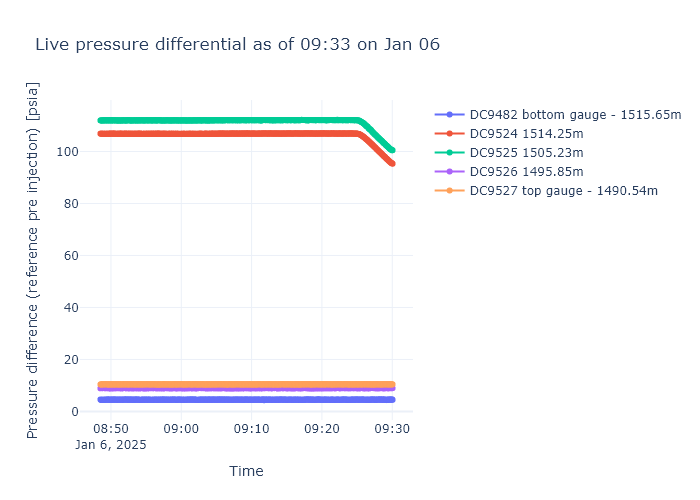 Live pressure differential as of 09:33 on Jan 06
Pressure difference (reference pre injection) [psia]
100
80
60
40
20
0
08:50
09:00
09:10
09:20
09:30
Jan 6, 2025
Time
DC9482 bottom gauge - 1515.65m
DC9524 1514.25m
DC9525 1505.23m
DC9526 1495.85m
DC9527 top gauge - 1490.54m